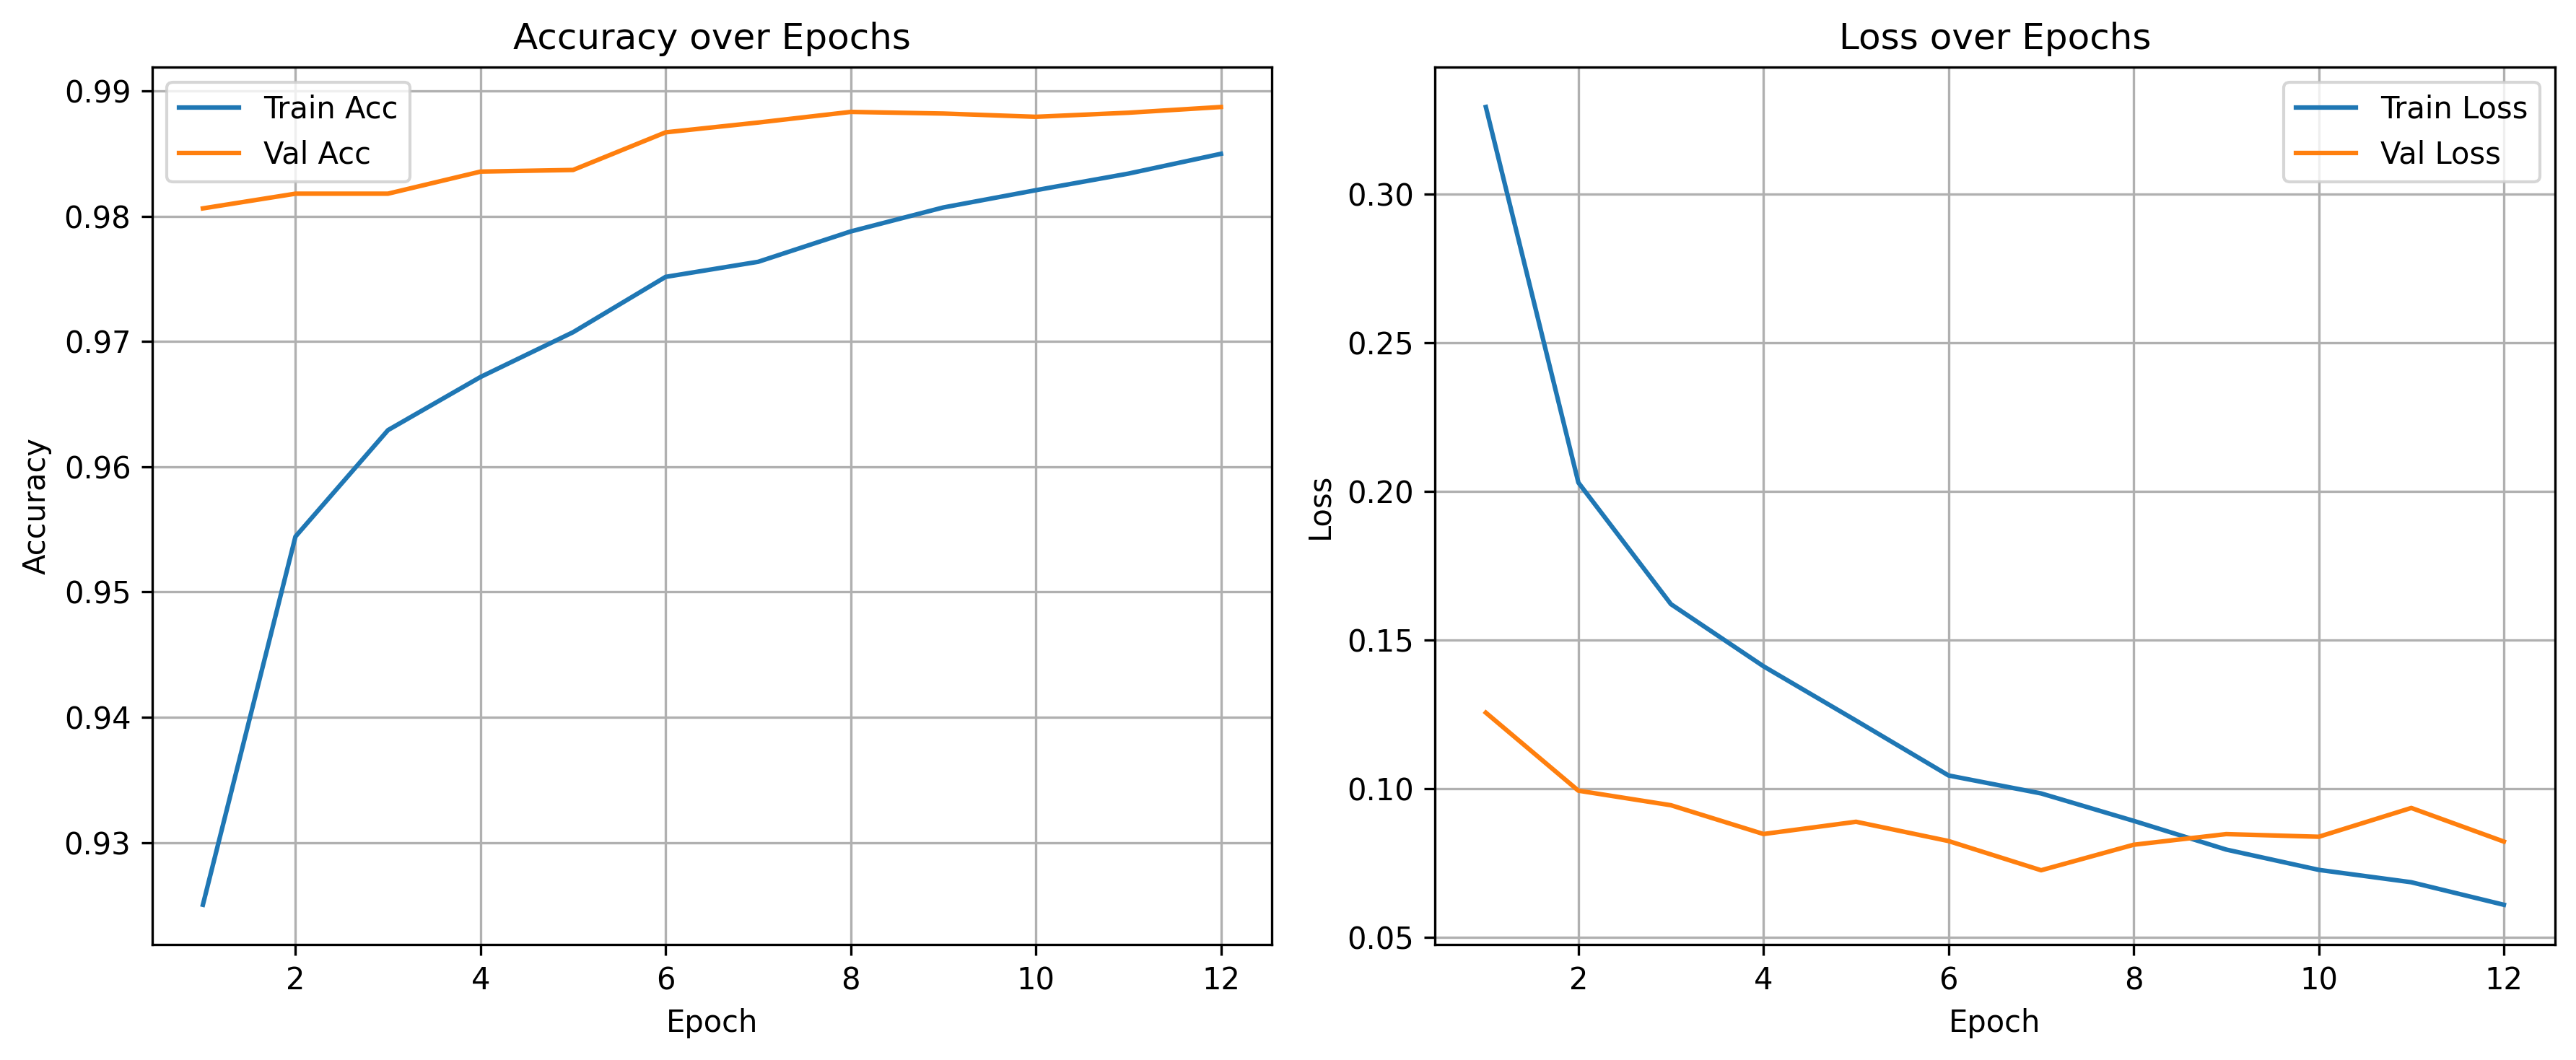 Accuracy over Epochs
Train Acc
Val Acc
0.99
0.98
0.97
0.96
0.95
0.94
0.93
Accuracy
2 4 6 8 10 12
Epoch
Loss over Epochs
Train Loss
Val Loss
0.30
0.25
0.20
0.15
0.10
0.05
Loss
2 4 6 8 10 12
Epoch